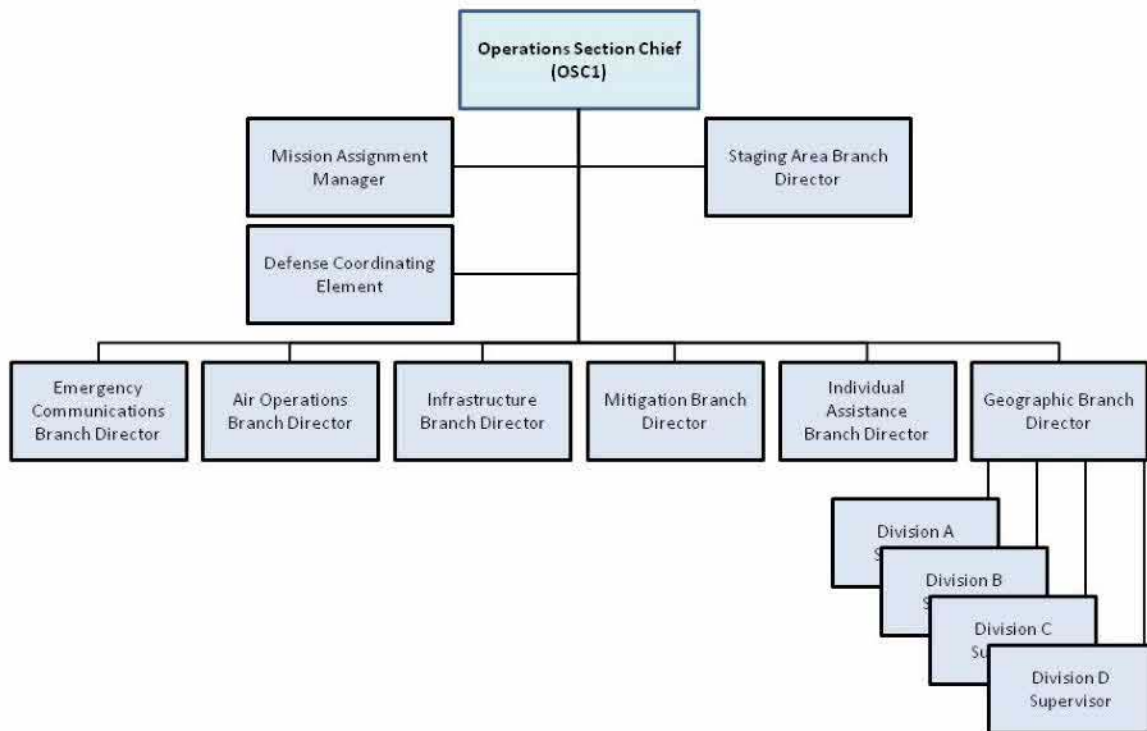 Operations Section Chief
(OSC1)
Mission Assignment
Manager
Staging Area Branch
Director
Defense Coordinating
Element
Emergency
Communications
Branch Director
Air Operations
Branch Director
Infrastructure
Branch Director
Mitigation Branch
Director
Individual
Assistance
Branch Director
Geographic Branch
Director
Division A
Division B
Division C
Division D
Supervisor